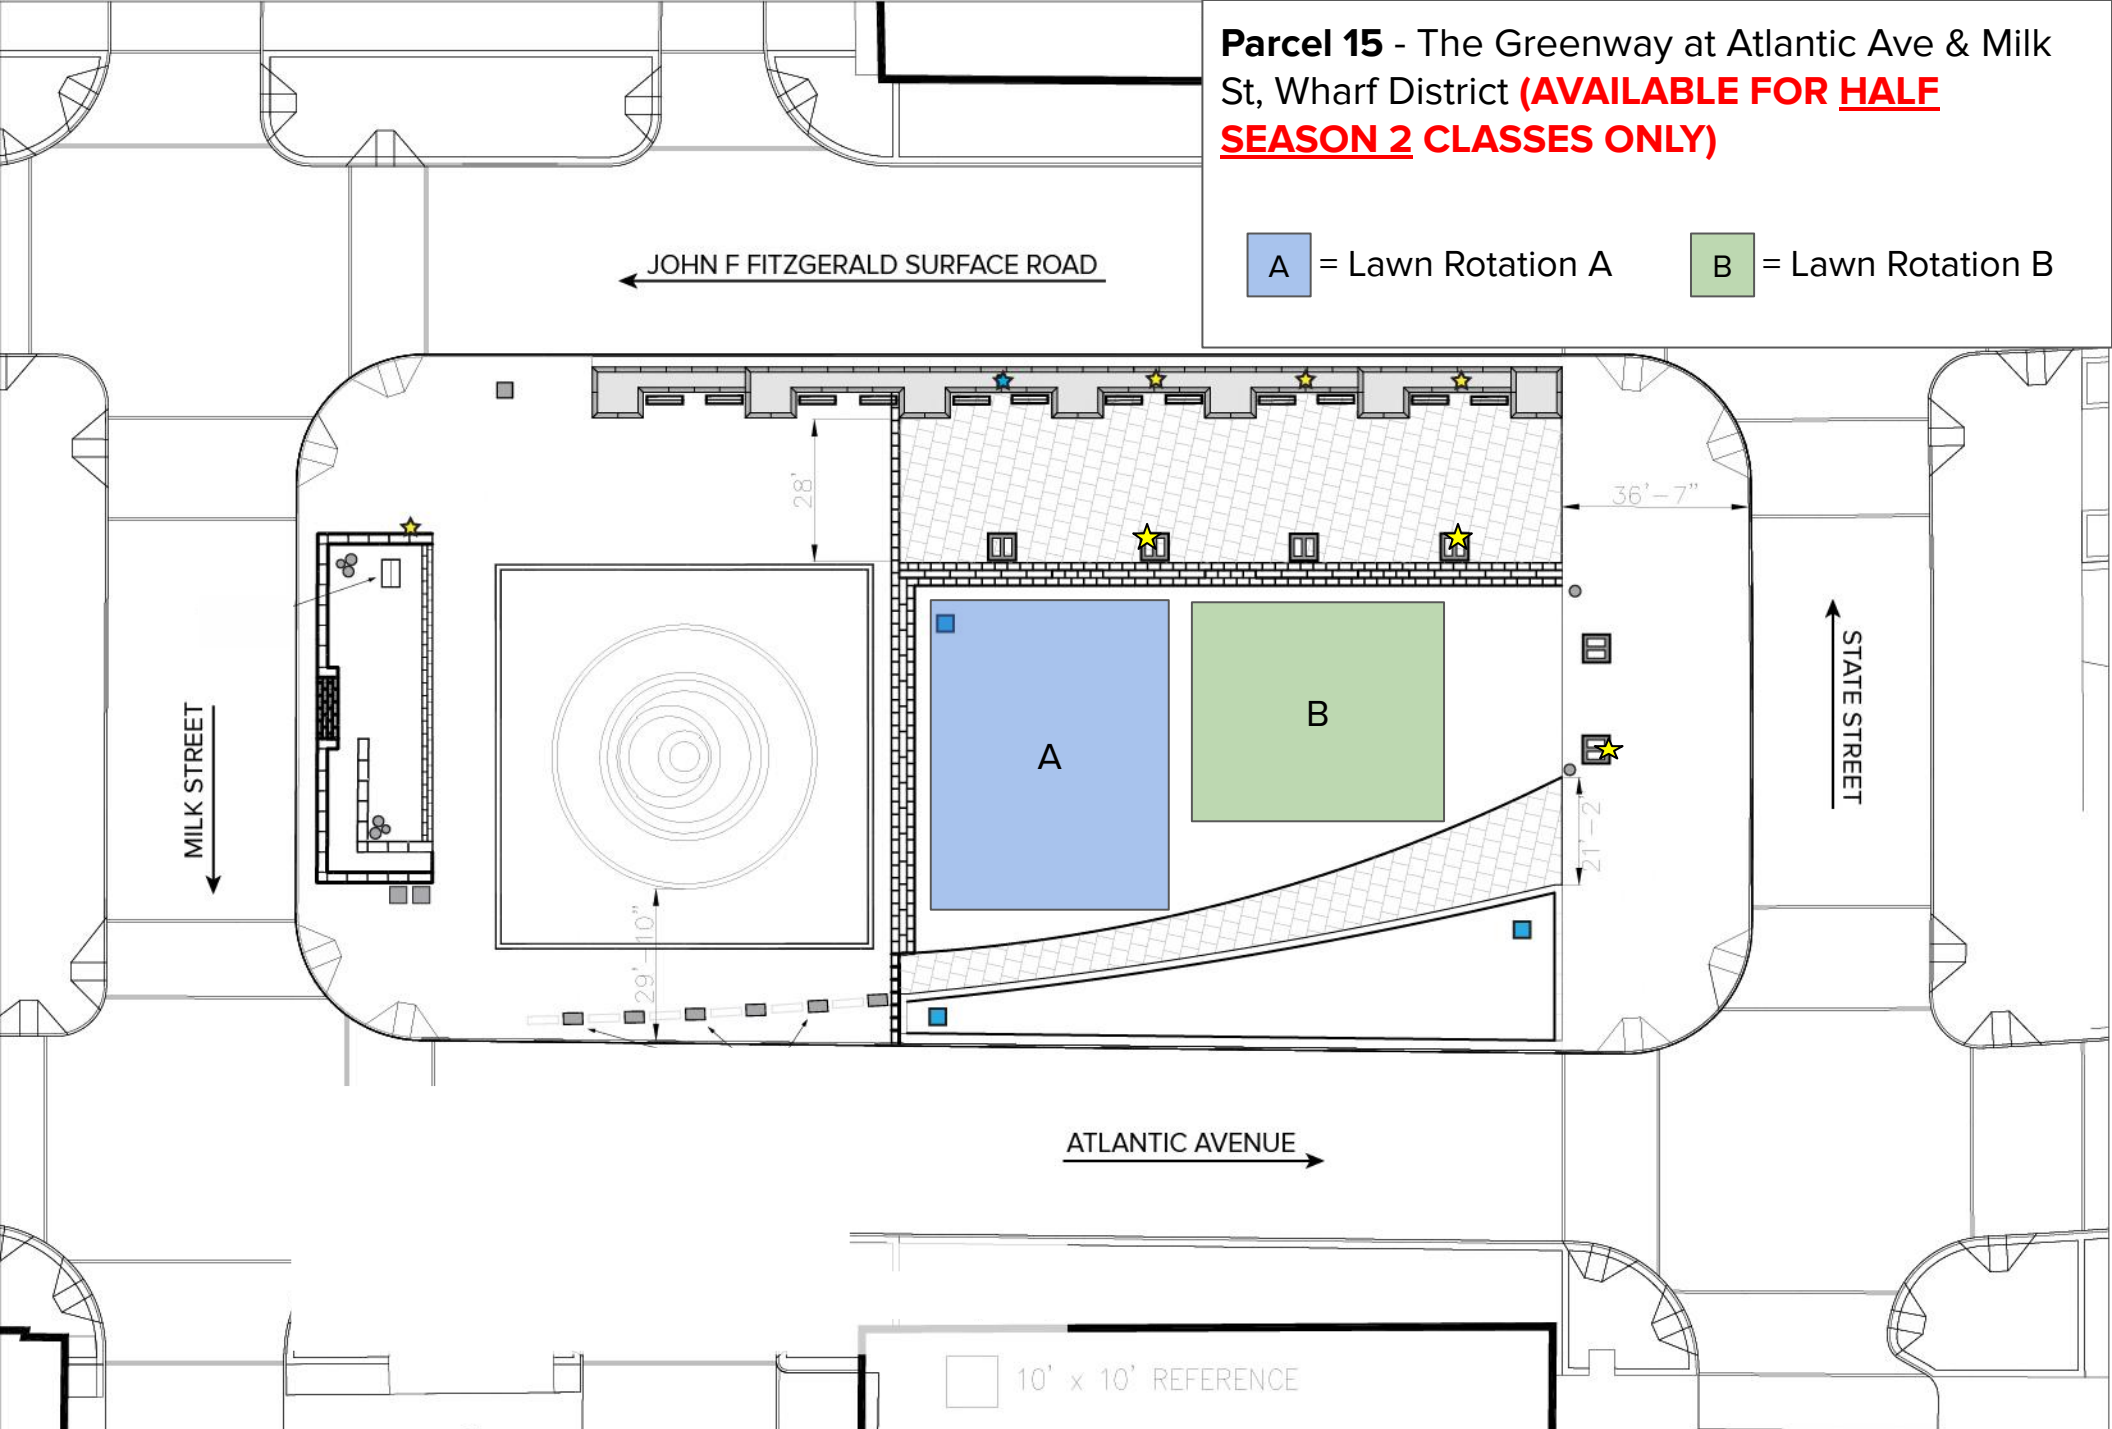 Parcel 15 - The Greenway at Atlantic Ave & Milk
St, Wharf District (AVAILABLE FOR HALF
SEASON 2 CLASSES ONLY)
A = Lawn Rotation A
B = Lawn Rotation B
JOHN F FITZGERALD SURFACE ROAD
28'
36'-7"
MILK STREET
STATE STREET
A
B
21'-2
29'-10"
ATLANTIC AVENUE
10' x 10' REFERENCE